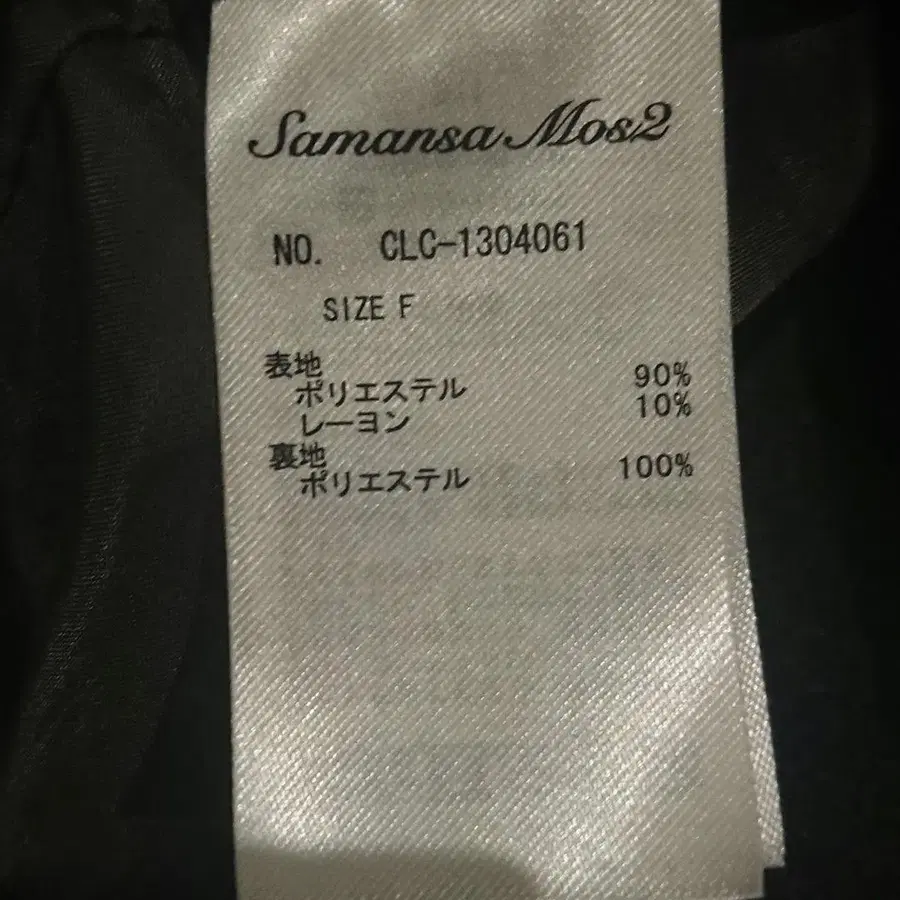 Samansa Mos2
NO. CLC-1304061
SIZE F
表地
ポリエステル 90%
レーヨン 10%
裏地
ポリエステル 100%